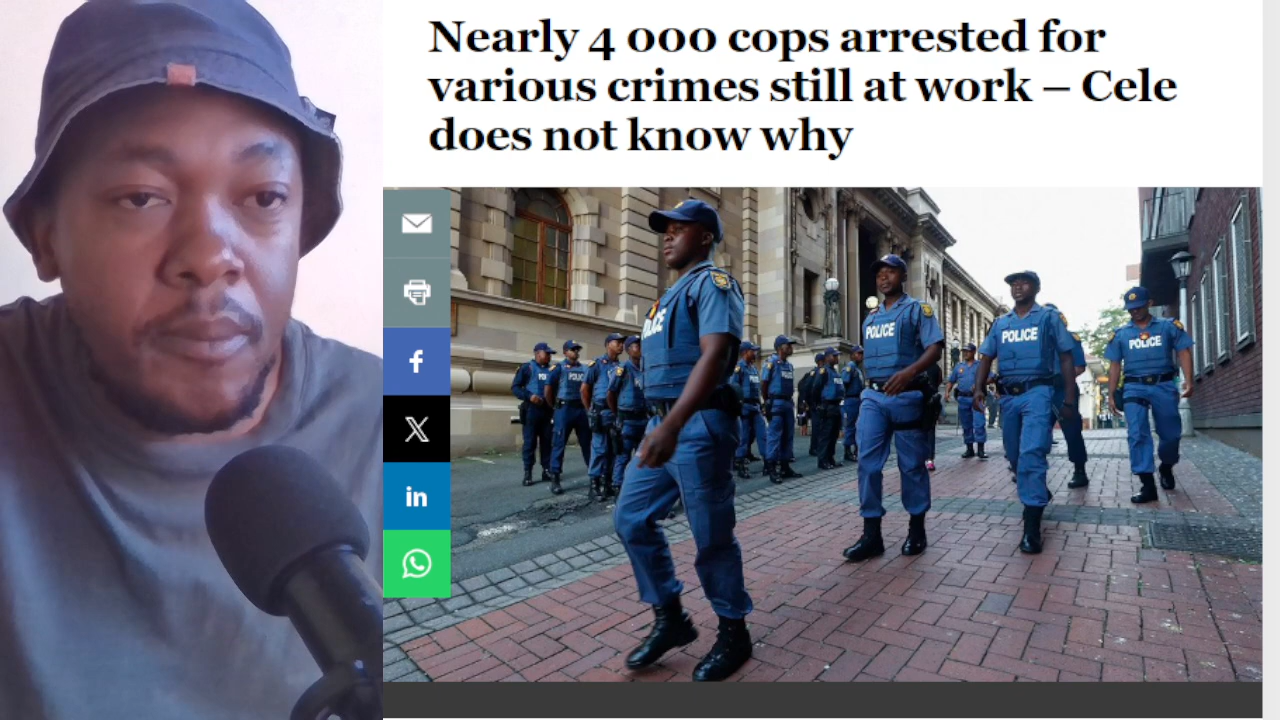 Nearly 4 000 cops arrested for
various crimes still at work – Cele
does not know why
POLICE
POLICE
POLICE
POLICE
f
X
in